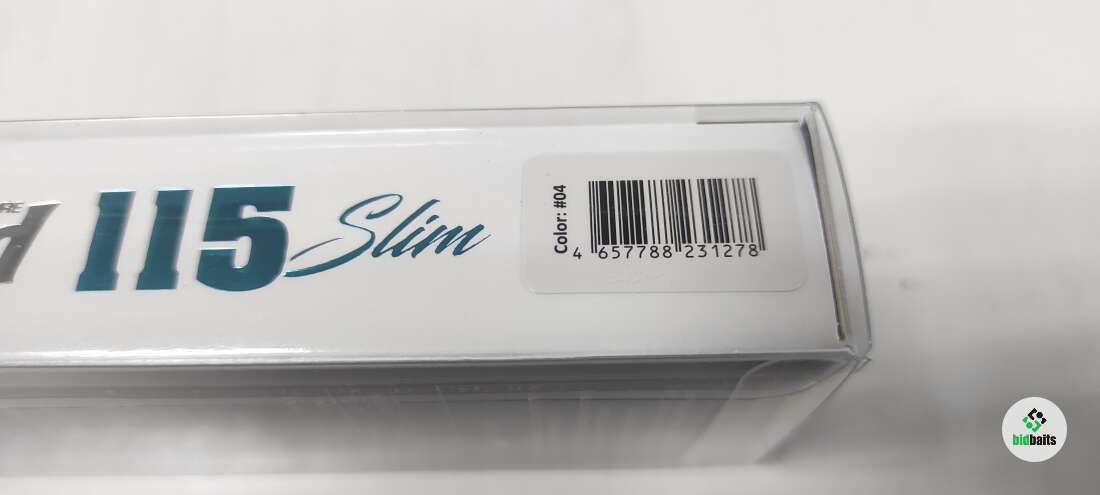 115 Slim
Color: #04
4 657788 231278
bidbaits